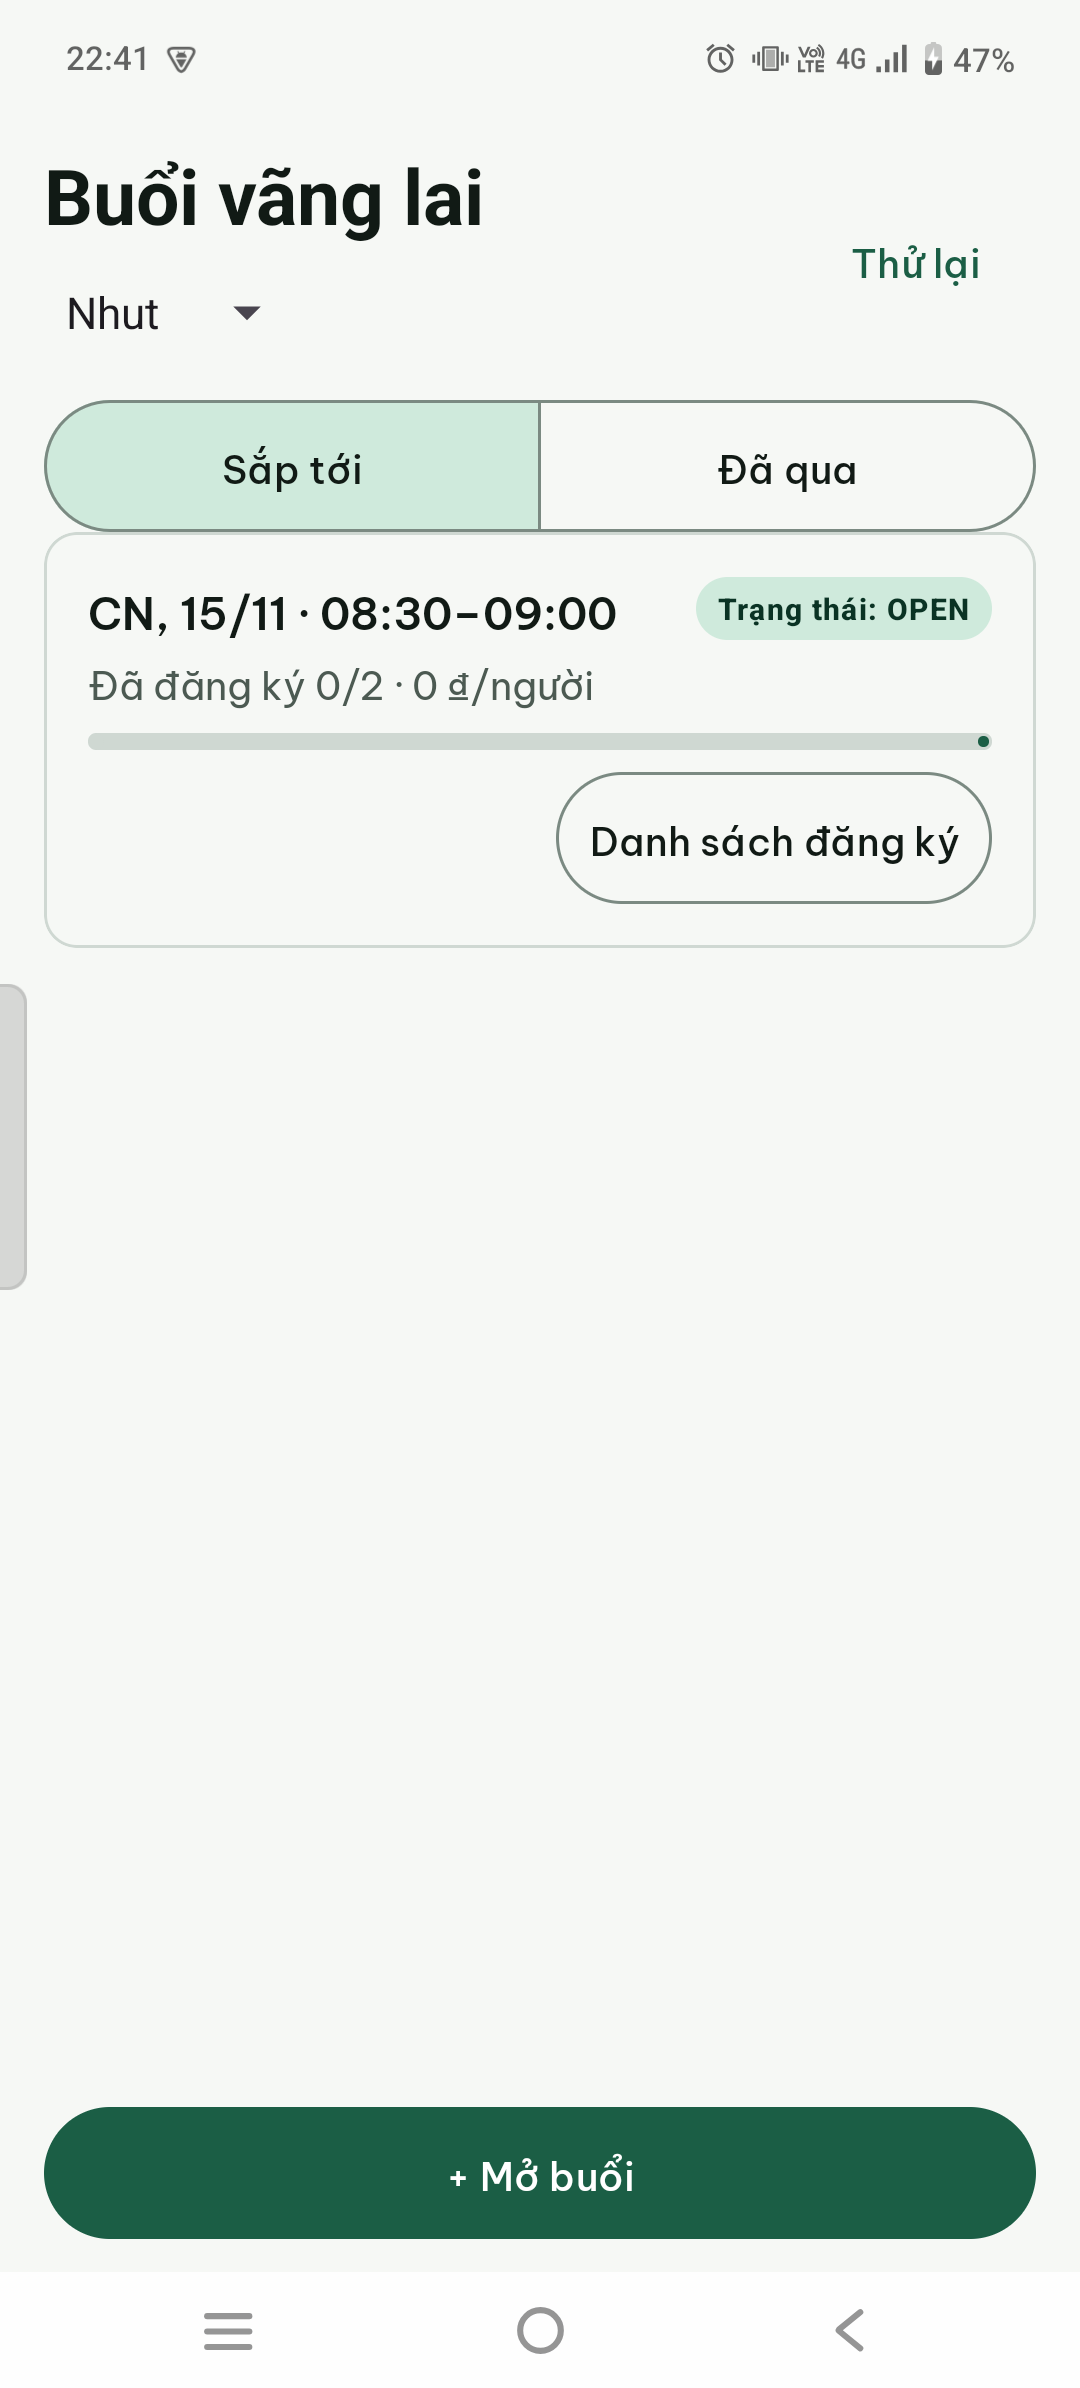 22:41
VoLTE 4G 47%
Buổi vãng lai
Thử lại
Nhut
Sắp tới
Đã qua
CN, 15/11 · 08:30–09:00
Trạng thái: OPEN
Đã đăng ký 0/2 · 0 ₫/người
Danh sách đăng ký
+ Mở buổi